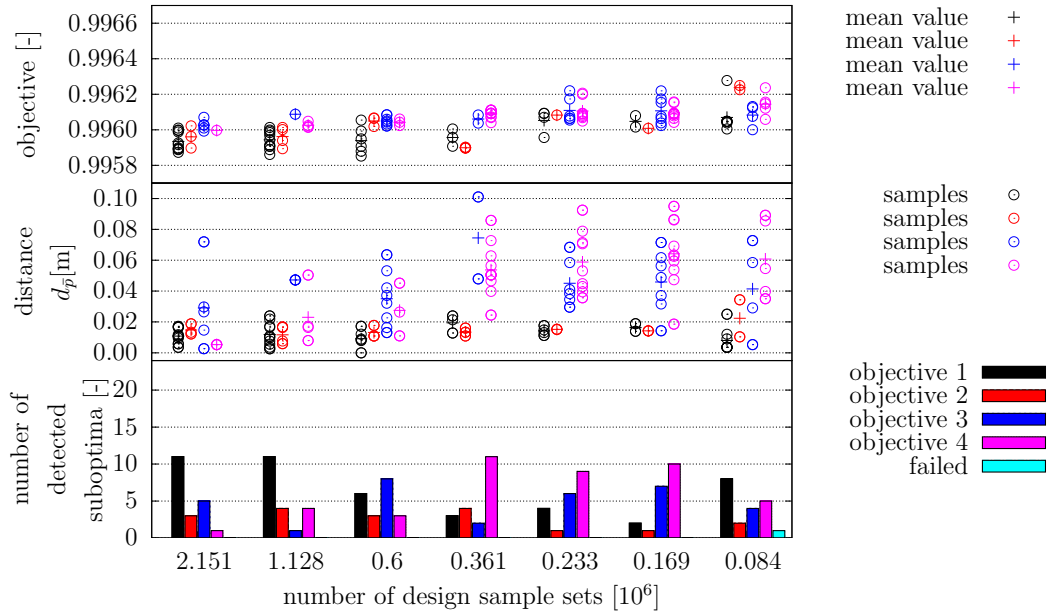 objective [-]
0.9966
0.9964
0.9962
0.9960
0.9958
mean value
mean value
mean value
mean value
distance
d_p̄[m]
0.10
0.08
0.06
0.04
0.02
0.00
samples
samples
samples
samples
number of
detected
suboptima [-]
20
15
10
5
0
objective 1
objective 2
objective 3
objective 4
failed
2.151 1.128 0.6 0.361 0.233 0.169 0.084
number of design sample sets [10⁶]